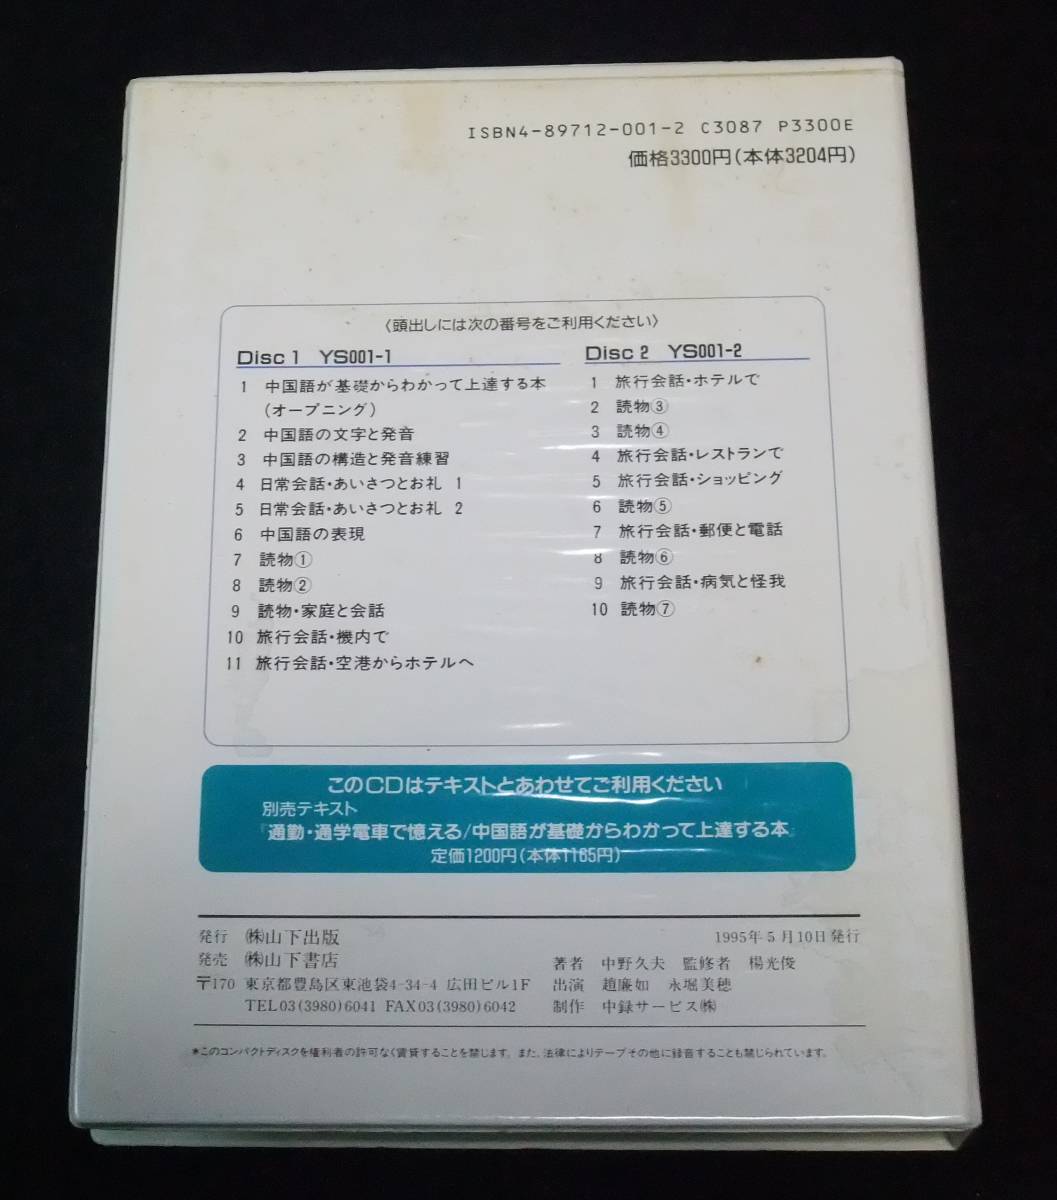 ISBN4-89712-001-2 C3087 P3300E
価格3300円(本体3204円)
〈頭出しには次の番号をご利用ください〉
Disc 1 YS001-1
1 中国語が基礎からわかって上達する本
(オープニング)
2 中国語の文字と発音
3 中国語の構造と発音練習
4 日常会話・あいさつとお礼 1
5 日常会話・あいさつとお礼 2
6 中国語の表現
7 読物①
8 読物②
9 読物・家庭と会話
10 旅行会話・機内で
11 旅行会話・空港からホテルへ
Disc 2 YS001-2
1 旅行会話・ホテルで
2 読物③
3 読物④
4 旅行会話・レストランで
5 旅行会話・ショッピング
6 読物⑤
7 旅行会話・郵便と電話
8 読物⑥
9 旅行会話・病気と怪我
10 読物⑦
このCDはテキストとあわせてご利用ください
別売テキスト
『通勤・通学電車で憶える/中国語が基礎からわかって上達する本』
定価1200円(本体1165円)
発行 ㈱山下出版
発売 ㈱山下書店
〒170 東京都豊島区東池袋4-34-4 広田ビル1F
TEL03(3980)6041 FAX03(3980)6042
1995年5月10日発行
著者 中野久夫 監修者 楊光俊
出演 趙廉如 永堀美穂
制作 中録サービス㈱
*このコンパクトディスクを権利者の許可なく賃貸することを禁じます。また、法律によりテープその他に録音することも禁じられています。